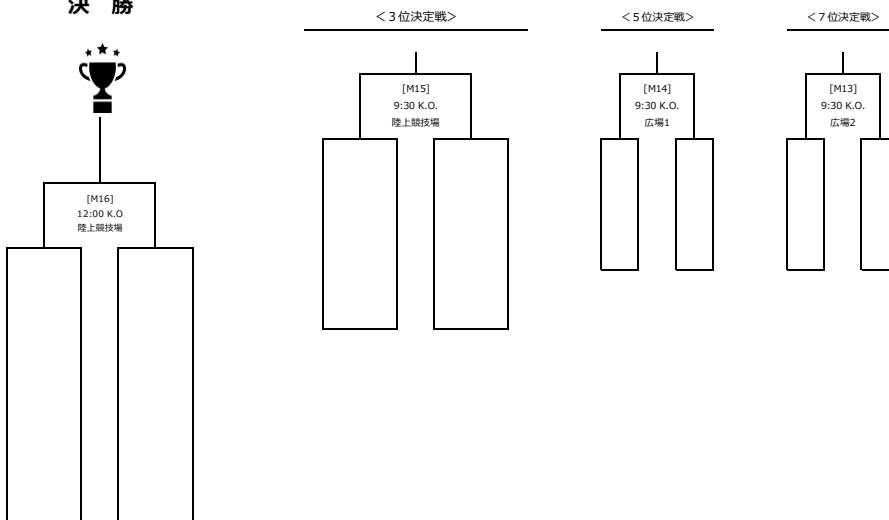 決 勝
[M16]
12:00 K.O
陸上競技場
＜３位決定戦＞
[M15]
9:30 K.O.
陸上競技場
＜５位決定戦＞
[M14]
9:30 K.O.
広場1
＜７位決定戦＞
[M13]
9:30 K.O.
広場2